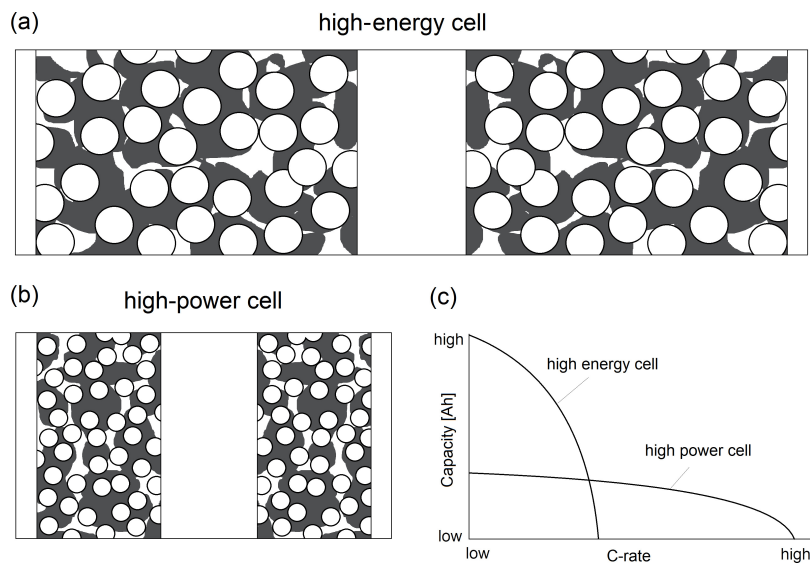 (a)
high-energy cell
(b)
high-power cell
(c)
high
high energy cell
Capacity [Ah]
high power cell
low
low
C-rate
high